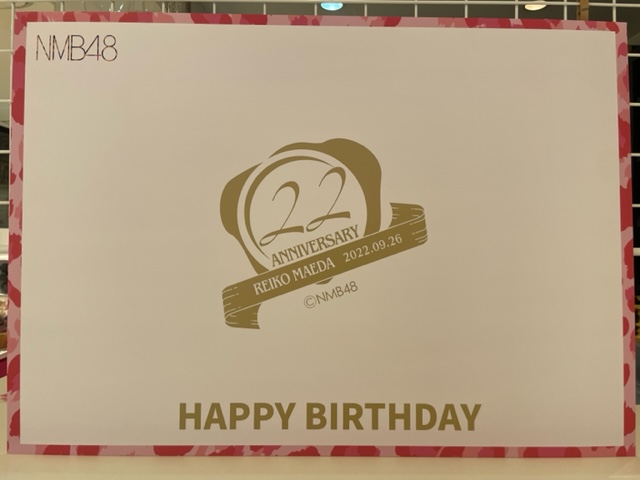 NMB48
22
ANNIVERSARY
REIKO MAEDA 2022.09.26
©NMB48
HAPPY BIRTHDAY